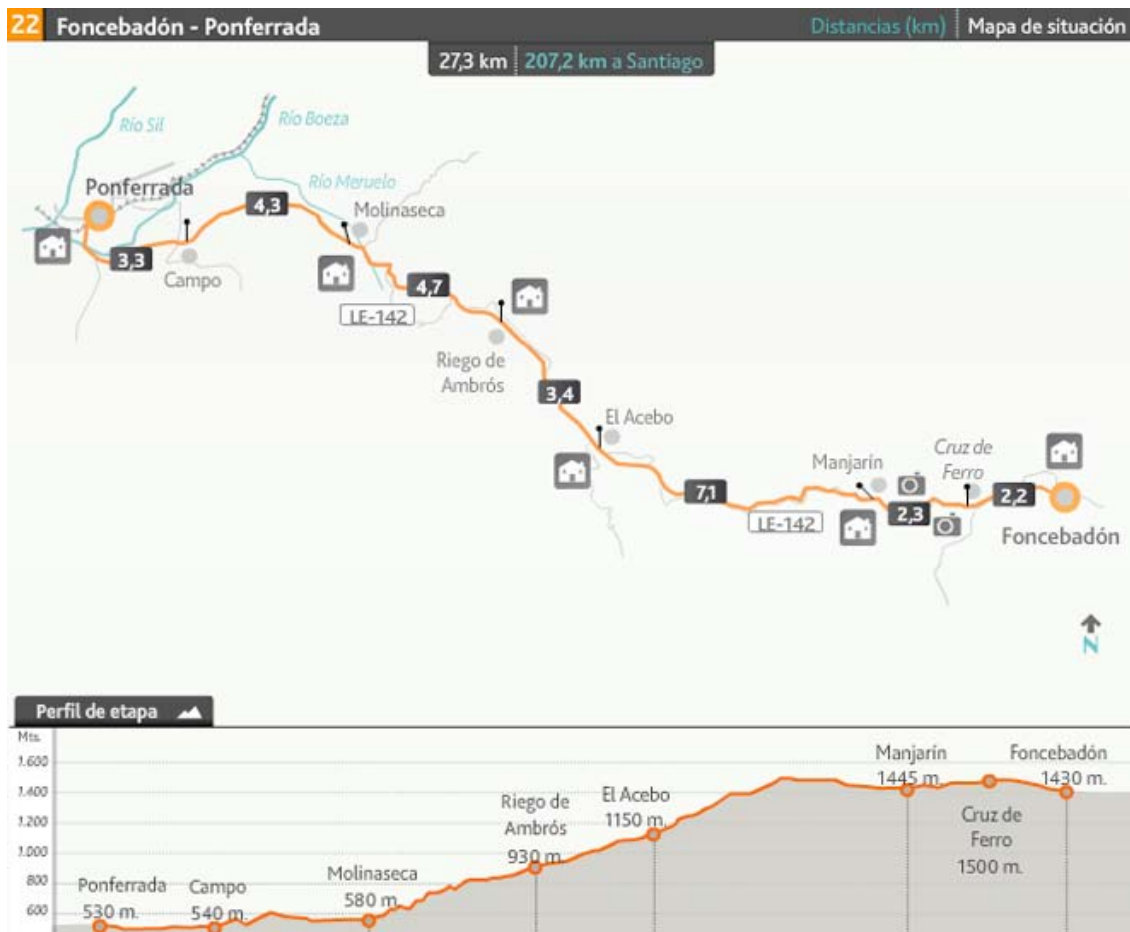 22 Foncebadón - Ponferrada Distancias (km) Mapa de situación
27,3 km 207,2 km a Santiago
Río Sil
Río Boeza
Ponferrada
Río Meruelo
4,3
Molinaseca
3,3
Campo
4,7
LE-142
Riego de
Ambrós
3,4
El Acebo
Manjarín
Cruz de
Ferro
7,1
2,2
2,3
LE-142
Foncebadón
N
Perfil de etapa
Mts.
1.600
1.400
1.200
1.000
800
600
Ponferrada
530 m.
Campo
540 m.
Molinaseca
580 m.
Riego de
Ambrós
930 m.
El Acebo
1150 m.
Manjarín
1445 m.
Cruz de
Ferro
1500 m.
Foncebadón
1430 m.